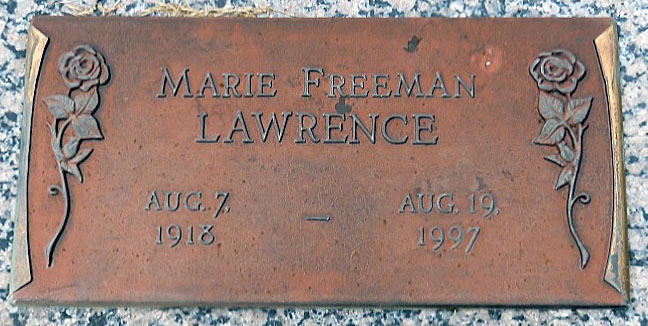 Marie Freeman
Lawrence
Aug. 7, 1918 – Aug. 19, 1997